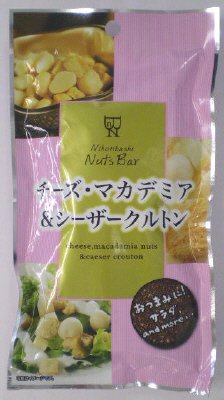 Nihonbashi
Nuts Bar
チーズ・マカデミア
&シーザークルトン
cheese,macadamia nuts
&caeser crouton
おつまみに!
サラダ
and more...